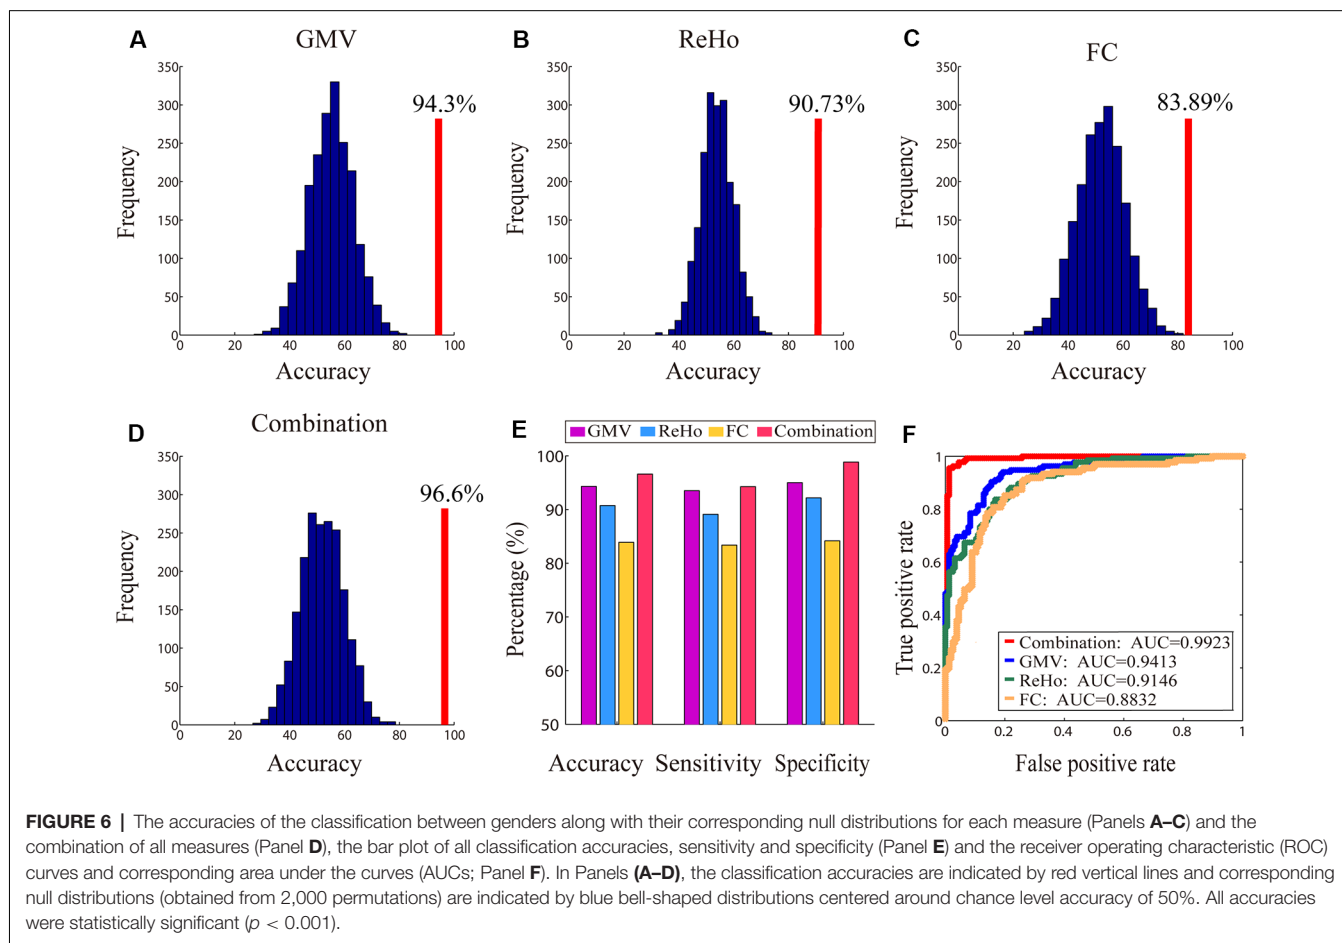 A
GMV
94.3%
350
300
250
200
150
100
50
0
Frequency
0 20 40 60 80 100
Accuracy
B
ReHo
90.73%
350
300
250
200
150
100
50
0
Frequency
0 20 40 60 80 100
Accuracy
C
FC
83.89%
350
300
250
200
150
100
50
0
Frequency
0 20 40 60 80 100
Accuracy
D
Combination
96.6%
350
300
250
200
150
100
50
0
Frequency
0 20 40 60 80 100
Accuracy
E
GMV ReHo FC Combination
100
90
80
70
60
50
Percentage (%)
Accuracy Sensitivity Specificity
F
1
0.8
0.6
0.4
0.2
0
True positive rate
Combination: AUC=0.9923
GMV: AUC=0.9413
ReHo: AUC=0.9146
FC: AUC=0.8832
0 0.2 0.4 0.6 0.8 1
False positive rate
FIGURE 6 | The accuracies of the classification between genders along with their corresponding null distributions for each measure (Panels A–C) and the
combination of all measures (Panel D), the bar plot of all classification accuracies, sensitivity and specificity (Panel E) and the receiver operating characteristic (ROC)
curves and corresponding area under the curves (AUCs; Panel F). In Panels (A–D), the classification accuracies are indicated by red vertical lines and corresponding
null distributions (obtained from 2,000 permutations) are indicated by blue bell-shaped distributions centered around chance level accuracy of 50%. All accuracies
were statistically significant (p < 0.001).